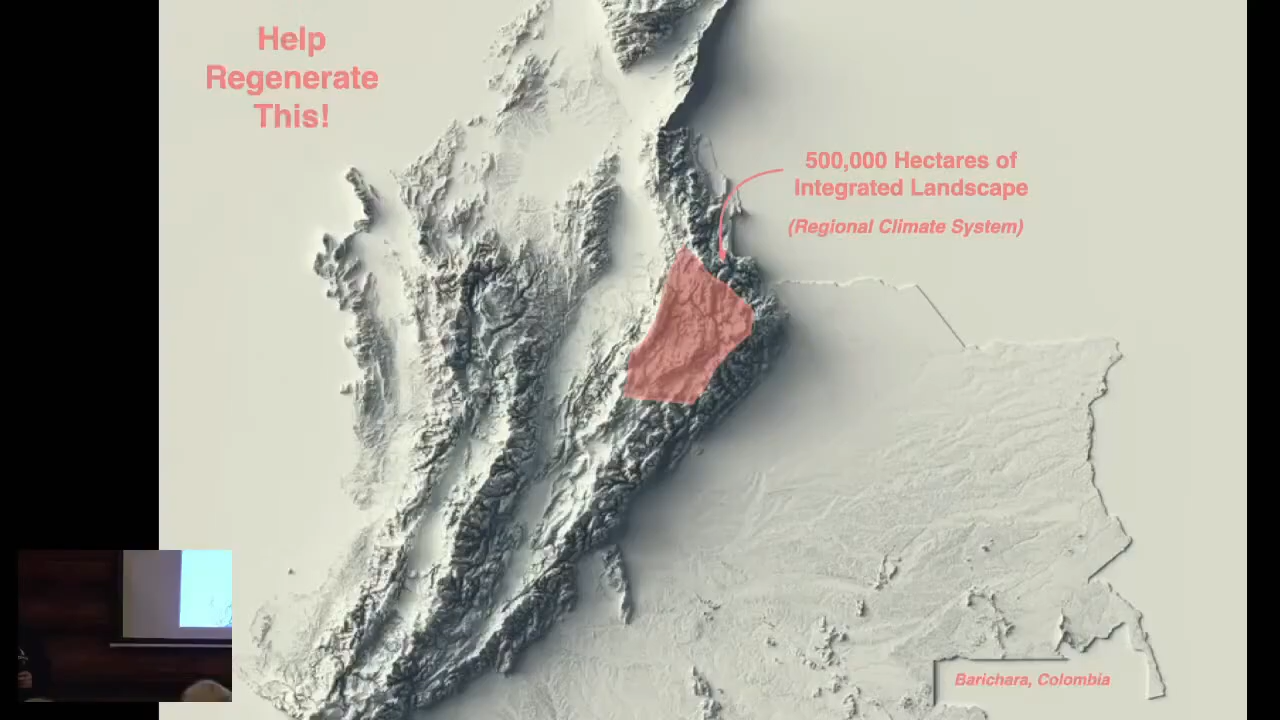 Help
Regenerate
This!
500,000 Hectares of
Integrated Landscape
(Regional Climate System)
Barichara, Colombia